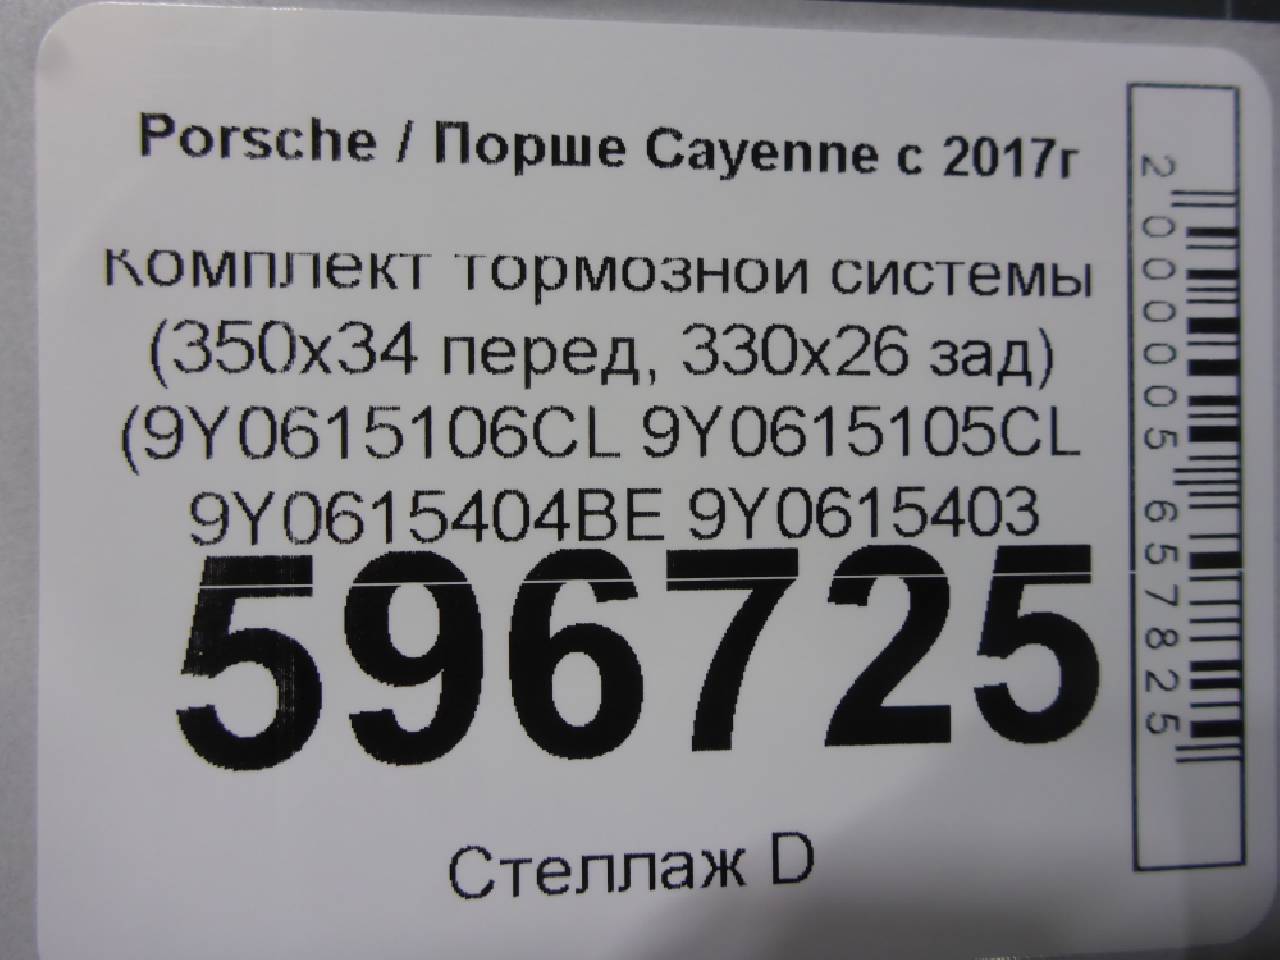 Porsche / Порше Cayenne с 2017г
Комплект тормозной системы
(350x34 перед, 330x26 зад)
(9Y0615106CL 9Y0615105CL
9Y0615404BE 9Y0615403
596725
Стеллаж D
2000005657825